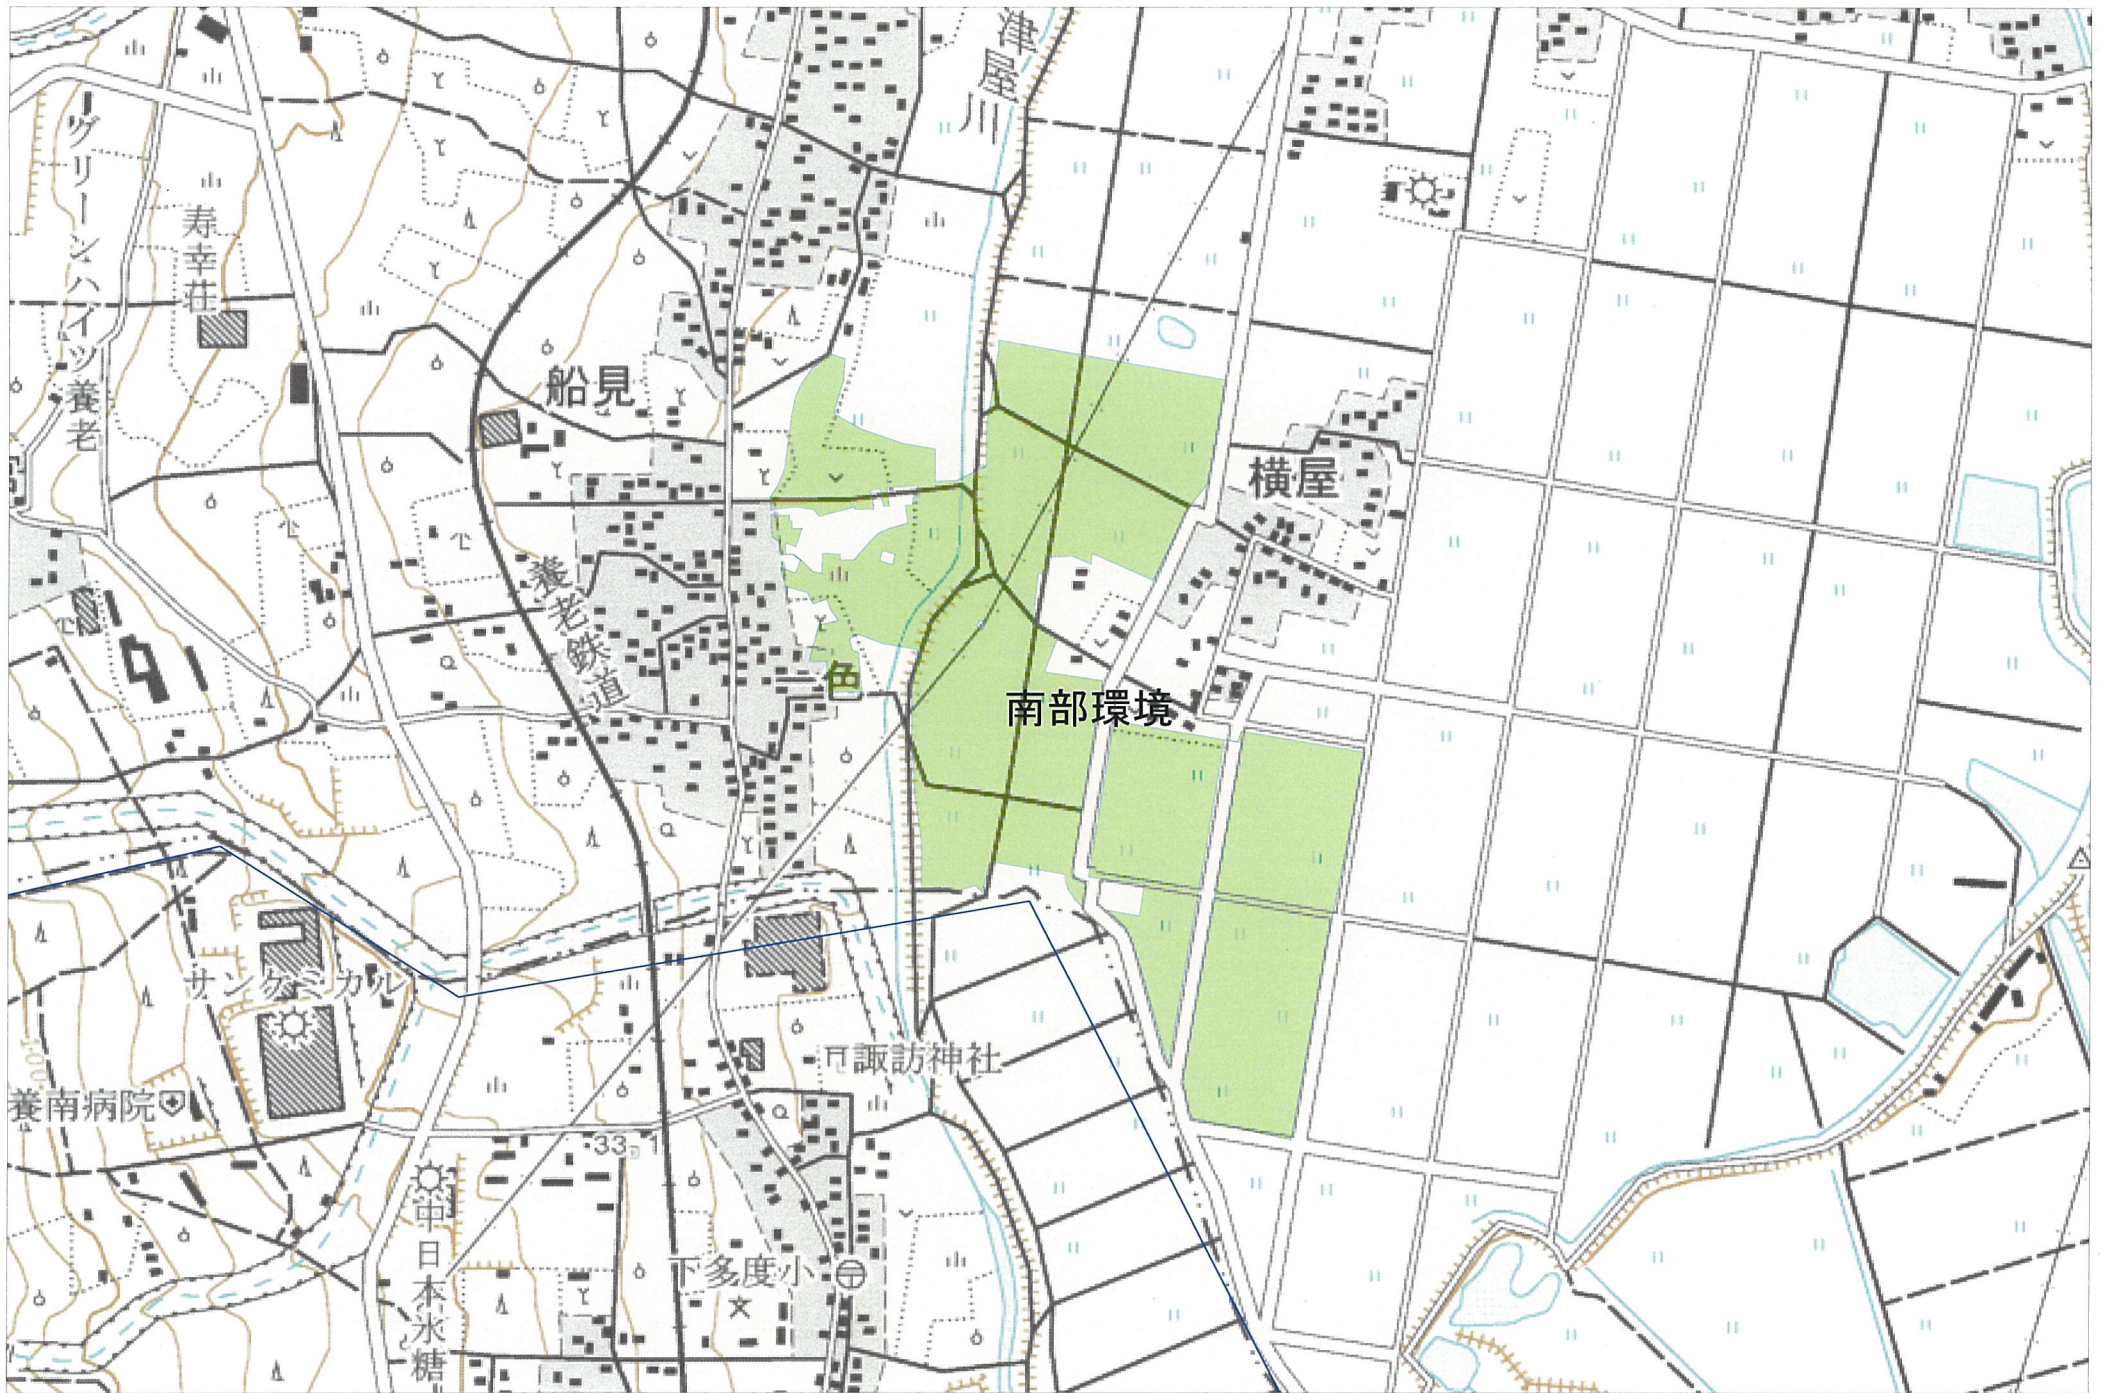 津屋川
グリーンハイツ養老
寿幸荘
船見
横屋
養老鉄道
一色
南部環境
サンケミカル
諏訪神社
養南病院
33.1
100
中日本氷糖
下多度小